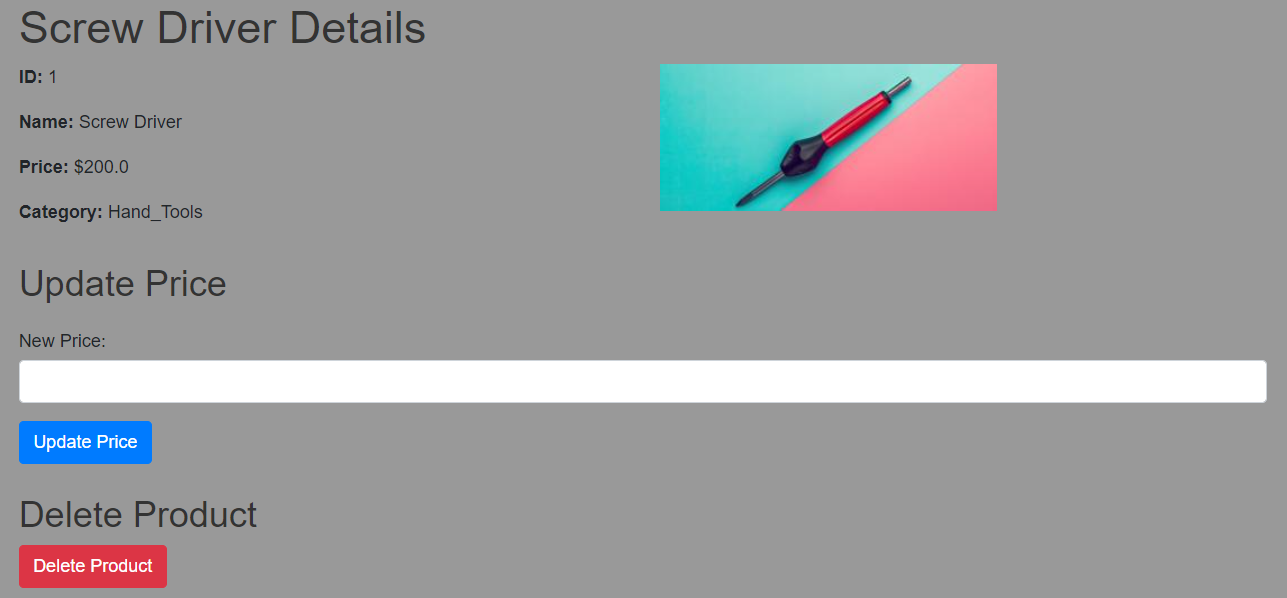 Screw Driver Details
ID: 1
Name: Screw Driver
Price: $200.0
Category: Hand_Tools
Update Price
New Price:
Update Price
Delete Product
Delete Product